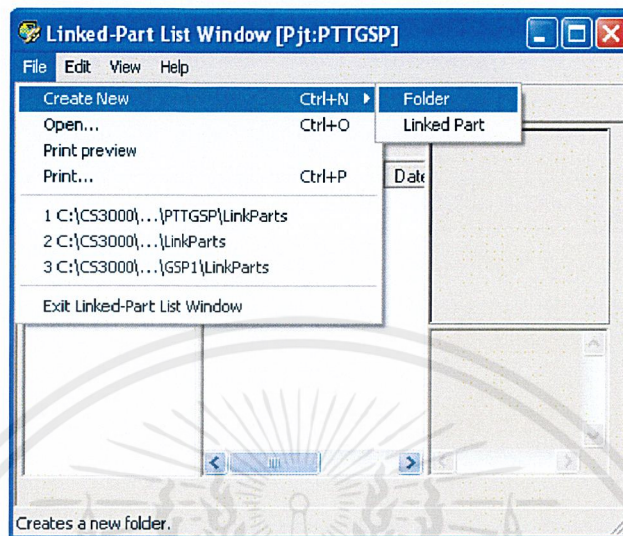 Linked-Part List Window [Pjt:PTTGSP]
File Edit View Help
Create New Ctrl+N Folder
Open... Ctrl+O Linked Part
Print preview
Print... Ctrl+P Date
1 C:\CS3000\...\PTTGSP\LinkParts
2 C:\CS3000\...\LinkParts
3 C:\CS3000\...\GSP1\LinkParts
Exit Linked-Part List Window
Creates a new folder.